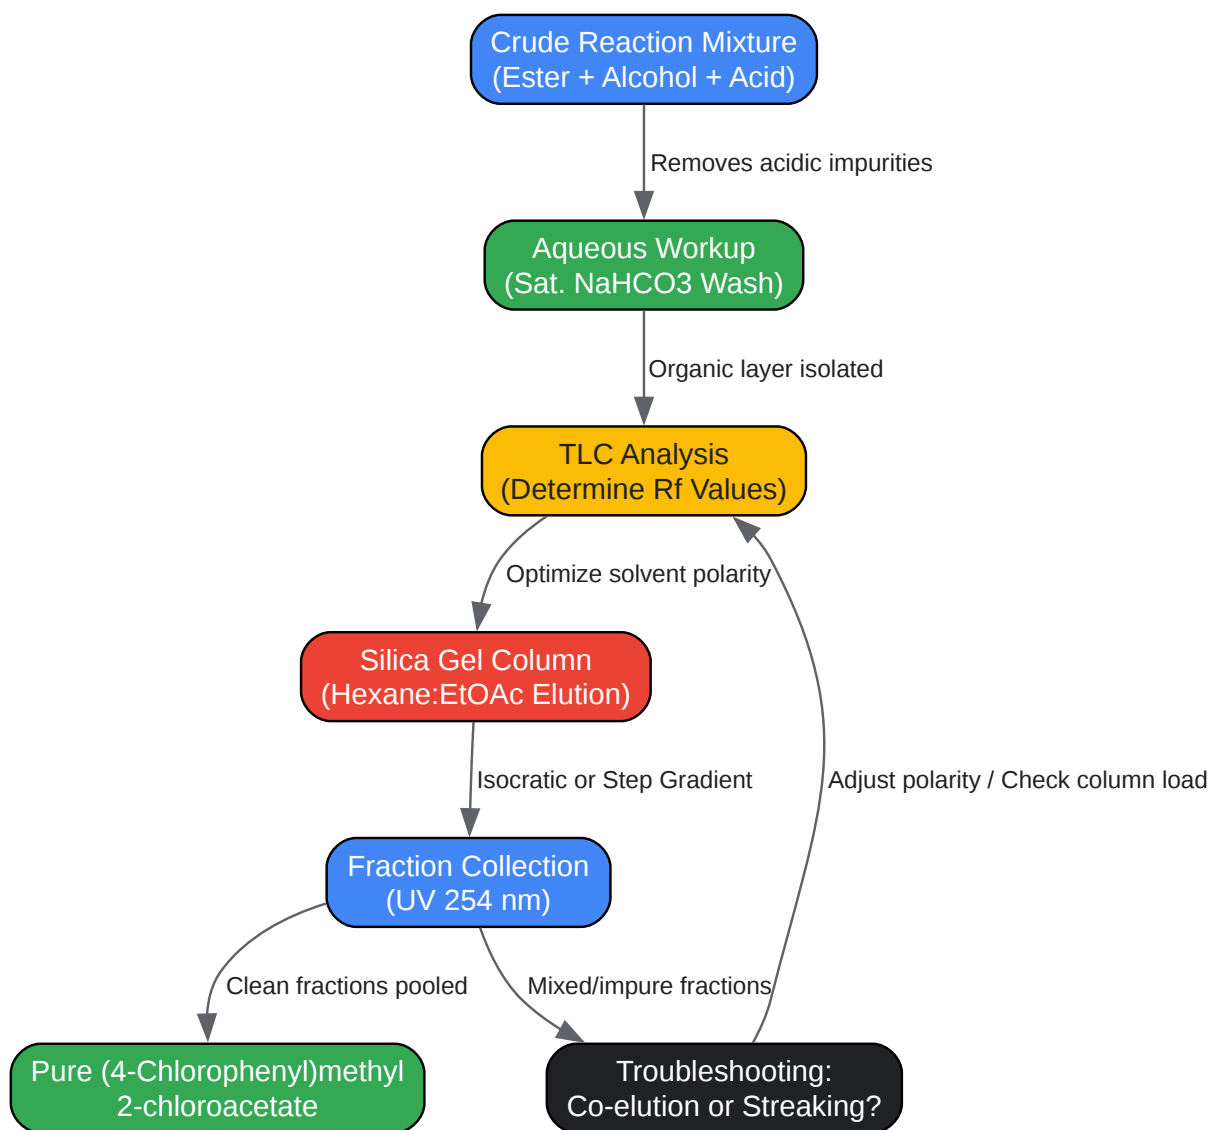 Crude Reaction Mixture
(Ester + Alcohol + Acid)
Removes acidic impurities
Aqueous Workup
(Sat. NaHCO3 Wash)
Organic layer isolated
TLC Analysis
(Determine Rf Values)
Optimize solvent polarity
Silica Gel Column
(Hexane:EtOAc Elution)
Isocratic or Step Gradient
Adjust polarity / Check column load
Fraction Collection
(UV 254 nm)
Clean fractions pooled
Mixed/impure fractions
Pure (4-Chlorophenyl)methyl
2-chloroacetate
Troubleshooting:
Co-elution or Streaking?